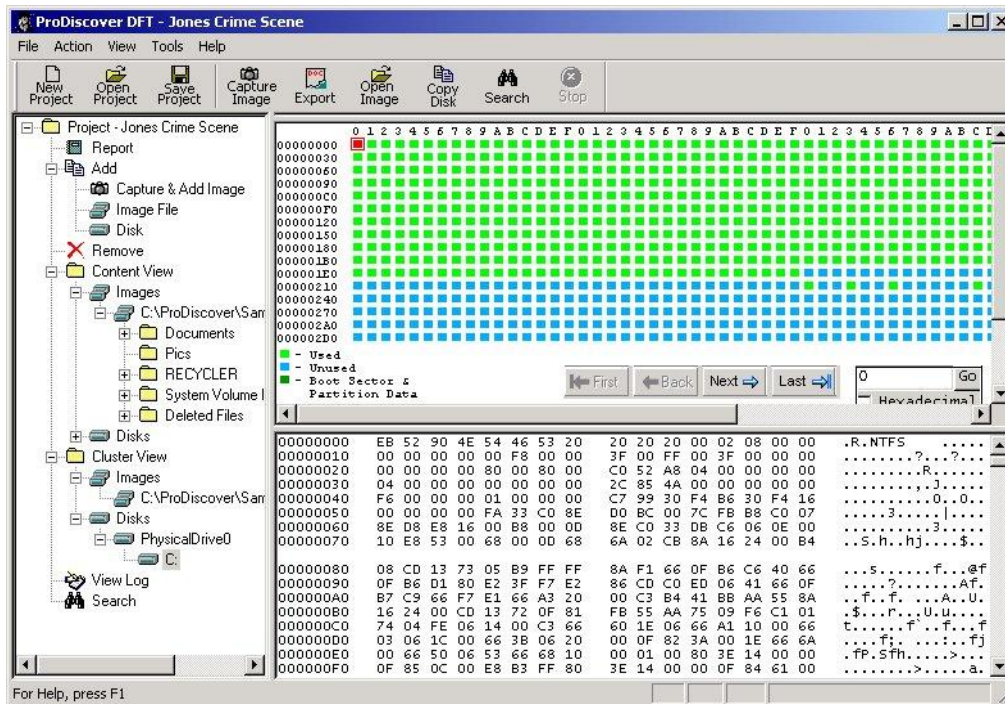 ProDiscover DFT - Jones Crime Scene
File Action View Tools Help
New Project
Open Project
Save Project
Capture Image
Export
Open Image
Copy Disk
Search
Stop
Project - Jones Crime Scene
Report
Add
Capture & Add Image
Image File
Disk
Remove
Content View
Images
C:\ProDiscover\Sam
Documents
Pics
RECYCLER
System Volume I
Deleted Files
Disks
Cluster View
Images
C:\ProDiscover\Sam
Disks
PhysicalDrive0
C:
View Log
Search
0 1 2 3 4 5 6 7 8 9 A B C D E F 0 1 2 3 4 5 6 7 8 9 A B C D E F 0 1 2 3 4 5 6 7 8 9 A B C D
00000000
00000030
00000060
00000090
000000C0
000000F0
00000120
00000150
00000180
000001B0
000001E0
00000210
00000240
00000270
000002A0
000002D0
- Used
- Unused
- Boot Sector &
Partition Data
First Back Next Last 0 Go
Hexadecimal
00000000 EB 52 90 4E 54 46 53 20 20 20 20 00 02 08 00 00 .R.NTFS .....
00000010 00 00 00 00 00 F8 00 00 3F 00 FF 00 3F 00 00 00 ........?...?...
00000020 00 00 00 00 80 00 80 00 C0 52 A8 04 00 00 00 00 .........R......
00000030 04 00 00 00 00 00 00 00 2C 85 4A 00 00 00 00 00 ........,.J.....
00000040 F6 00 00 00 01 00 00 00 C7 99 30 F4 B6 30 F4 16 ..........0..0..
00000050 00 00 00 00 FA 33 C0 8E D0 BC 00 7C FB B8 C0 07 .....3.....|....
00000060 8E D8 E8 16 00 B8 00 0D 8E C0 33 DB C6 06 0E 00 ..........3.....
00000070 10 E8 53 00 68 00 0D 68 6A 02 CB 8A 16 24 00 B4 ..S.h..hj....$..
00000080 08 CD 13 73 05 B9 FF FF 8A F1 66 0F B6 C6 40 66 ...s......f...@f
00000090 0F B6 D1 80 E2 3F F7 E2 86 CD C0 ED 06 41 66 0F .....?.......Af.
000000A0 B7 C9 66 F7 E1 66 A3 20 00 C3 B4 41 BB AA 55 8A ..f..f. ...A..U.
000000B0 16 24 00 CD 13 72 0F 81 FB 55 AA 75 09 F6 C1 01 .$...r...U.u....
000000C0 74 04 FE 06 14 00 C3 66 60 1E 06 66 A1 10 00 66 t......f`..f...f
000000D0 03 06 1C 00 66 3B 06 20 00 0F 82 3A 00 1E 66 6A ....f;. ...:..fj
000000E0 00 66 50 06 53 66 68 10 00 01 00 80 3E 14 00 00 .fP.Sfh.....>...
000000F0 0F 85 0C 00 E8 B3 FF 80 3E 14 00 00 0F 84 61 00 ........>.....a.
For Help, press F1